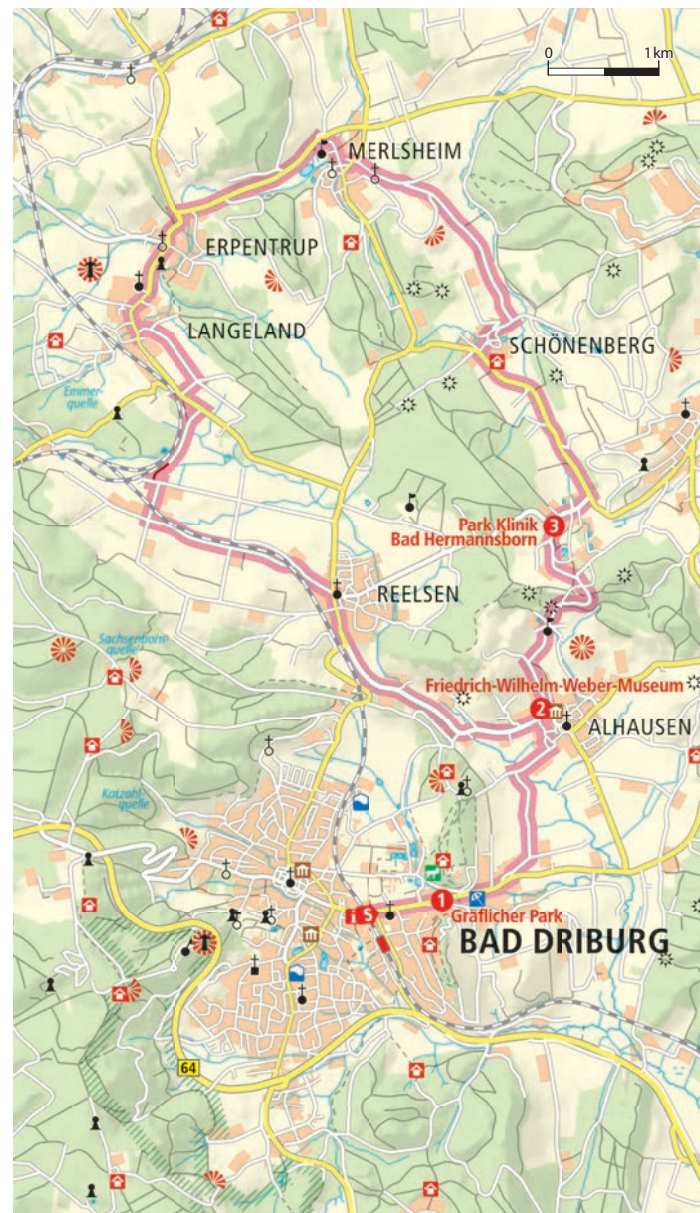 0 1 km
MERLSHEIM
ERPENTRUP
LANGELAND
SCHÖNENBERG
Emmer-
quelle
Park Klinik
Bad Hermannsborn
3
REELSEN
Sachsenborn-
quelle
Friedrich-Wilhelm-Weber-Museum
2
ALHAUSEN
Katzohl-
quelle
i
S
1
Gräflicher Park
BAD DRIBURG
64